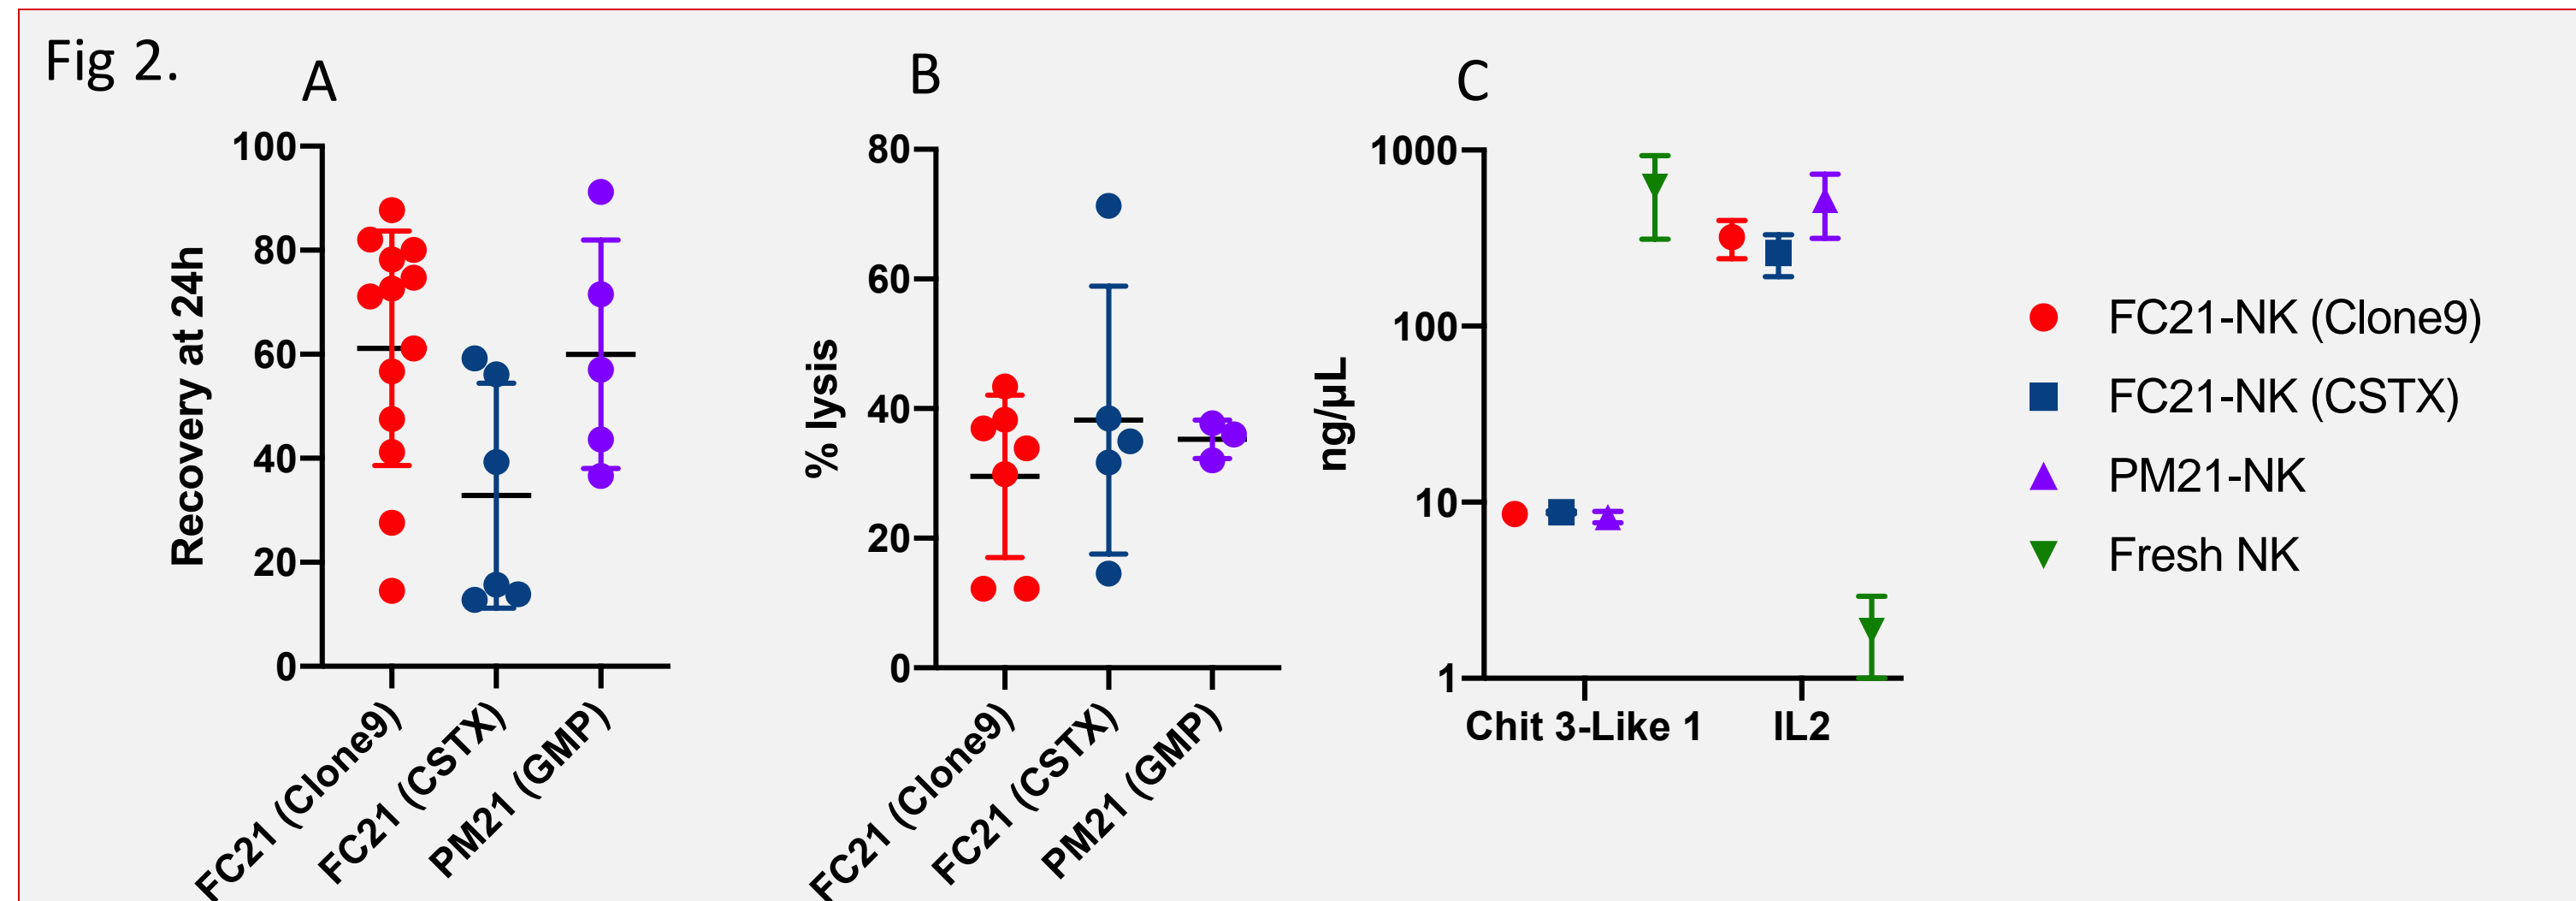 Fig 2.
A
Recovery at 24h
100
80
60
40
20
0
FC21 (Clone9)
FC21 (CSTX)
PM21 (GMP)
B
% lysis
80
60
40
20
0
FC21 (Clone9)
FC21 (CSTX)
PM21 (GMP)
C
ng/µL
1000
100
10
1
Chit 3-Like 1
IL2
FC21-NK (Clone9)
FC21-NK (CSTX)
PM21-NK
Fresh NK